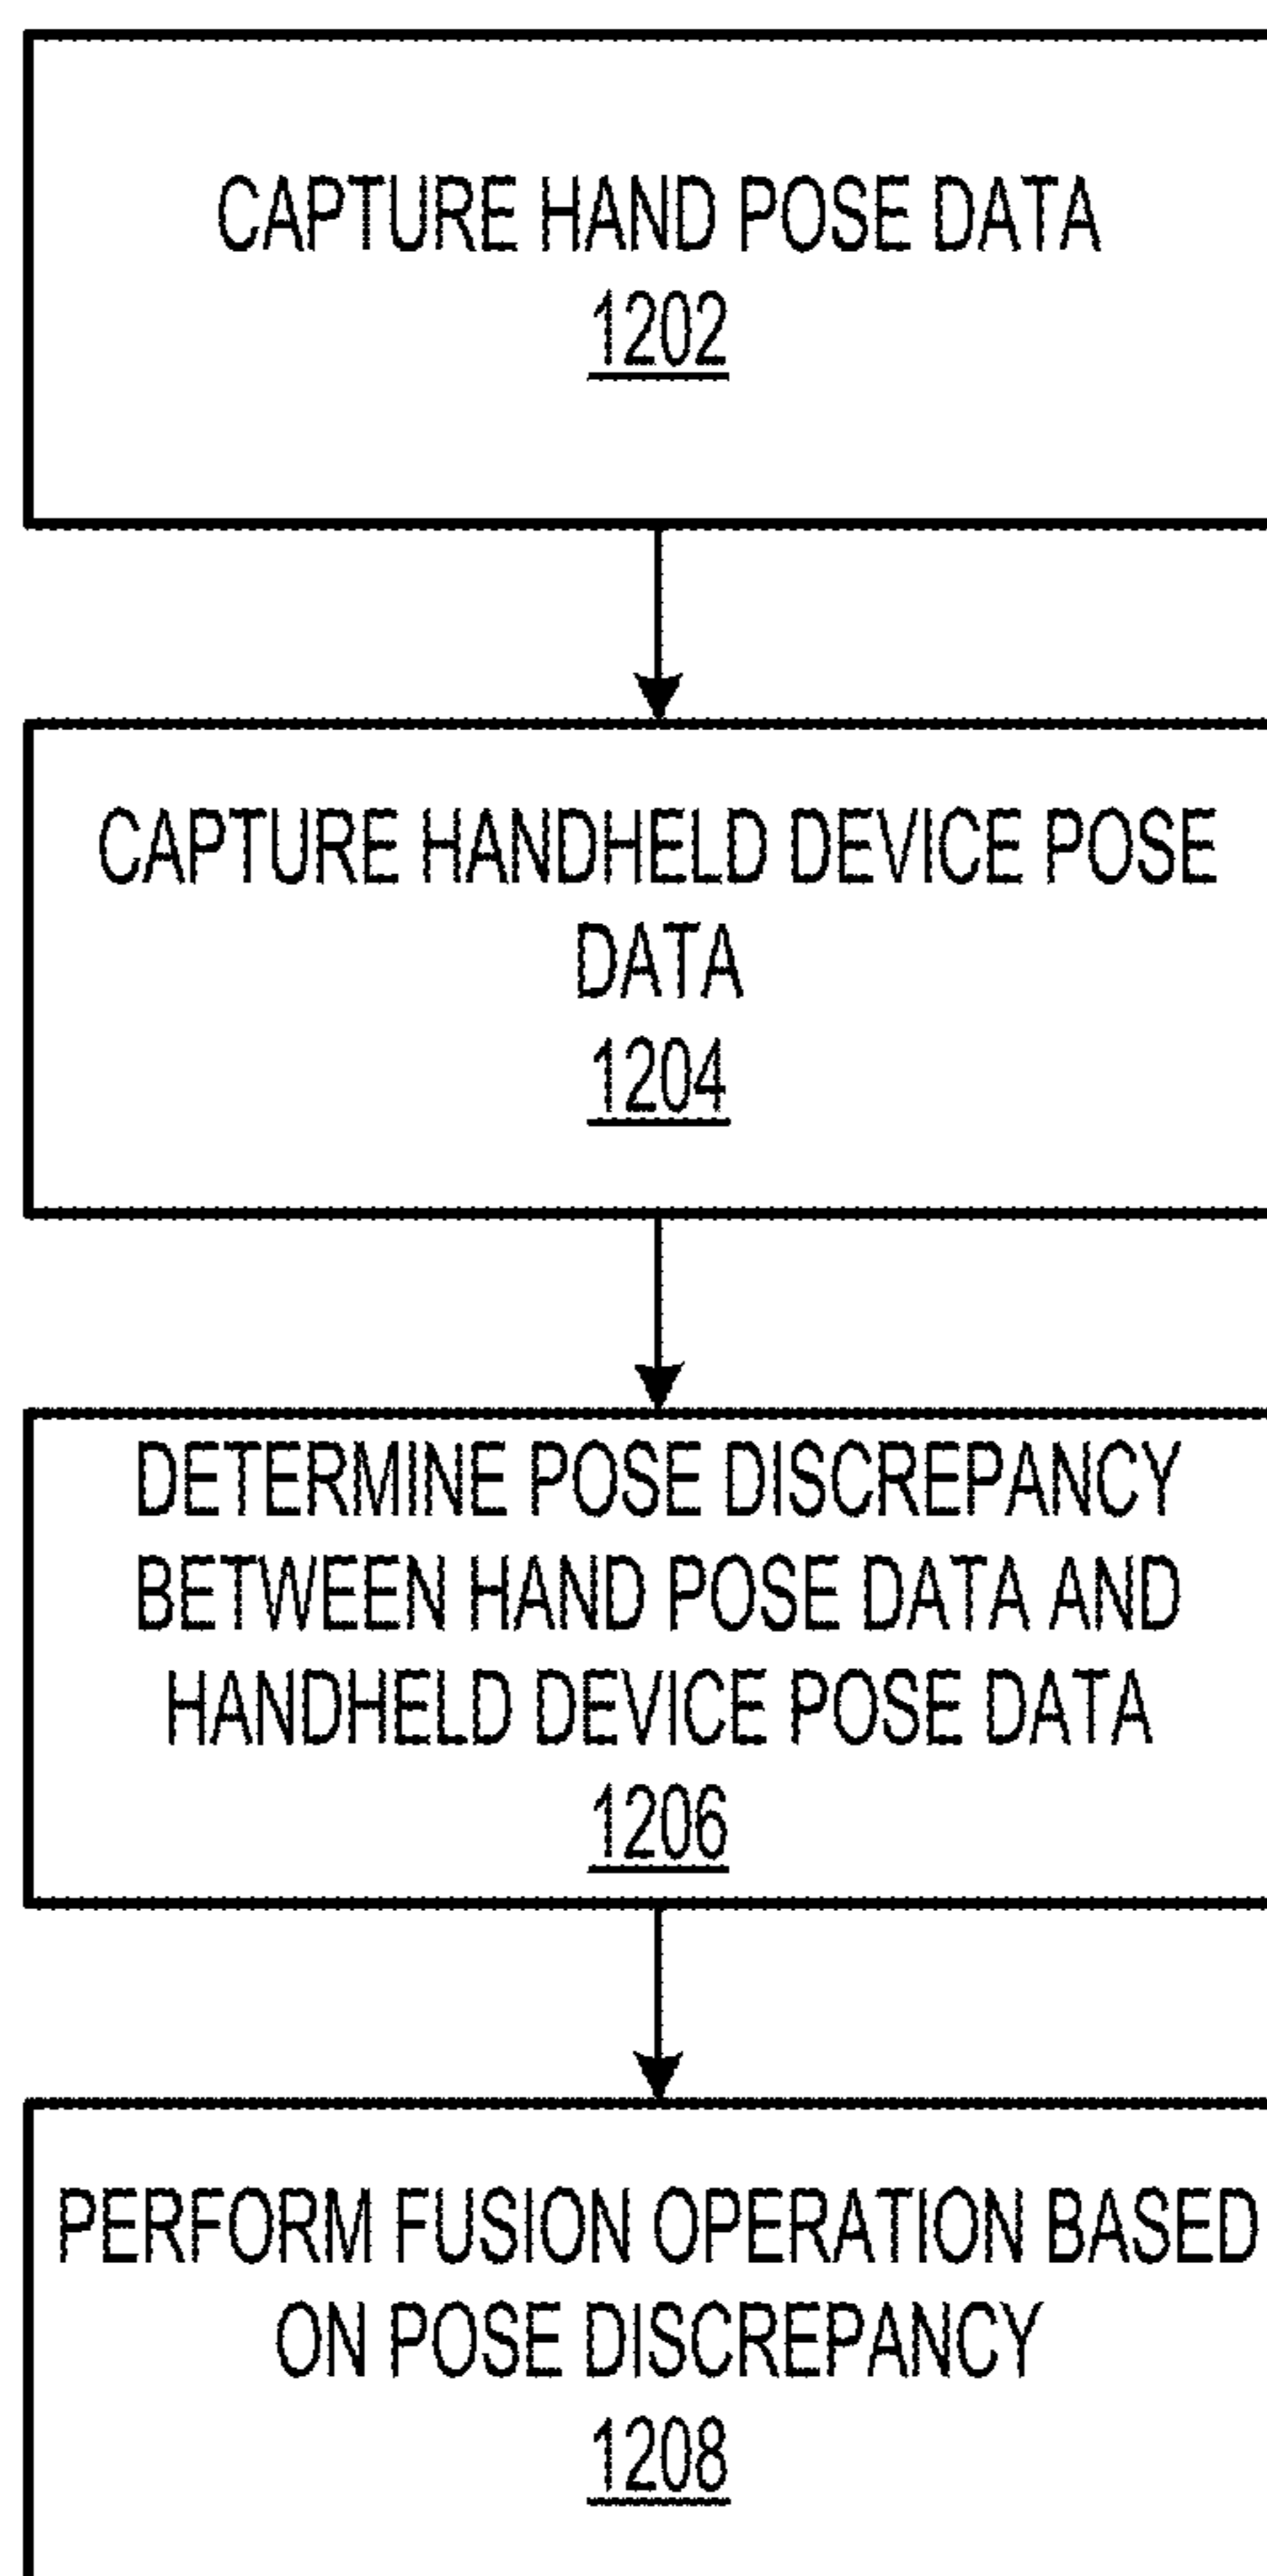 CAPTURE HAND POSE DATA
1202
CAPTURE HANDHELD DEVICE POSE
DATA
1204
DETERMINE POSE DISCREPANCY
BETWEEN HAND POSE DATA AND
HANDHELD DEVICE POSE DATA
1206
PERFORM FUSION OPERATION BASED
ON POSE DISCREPANCY
1208